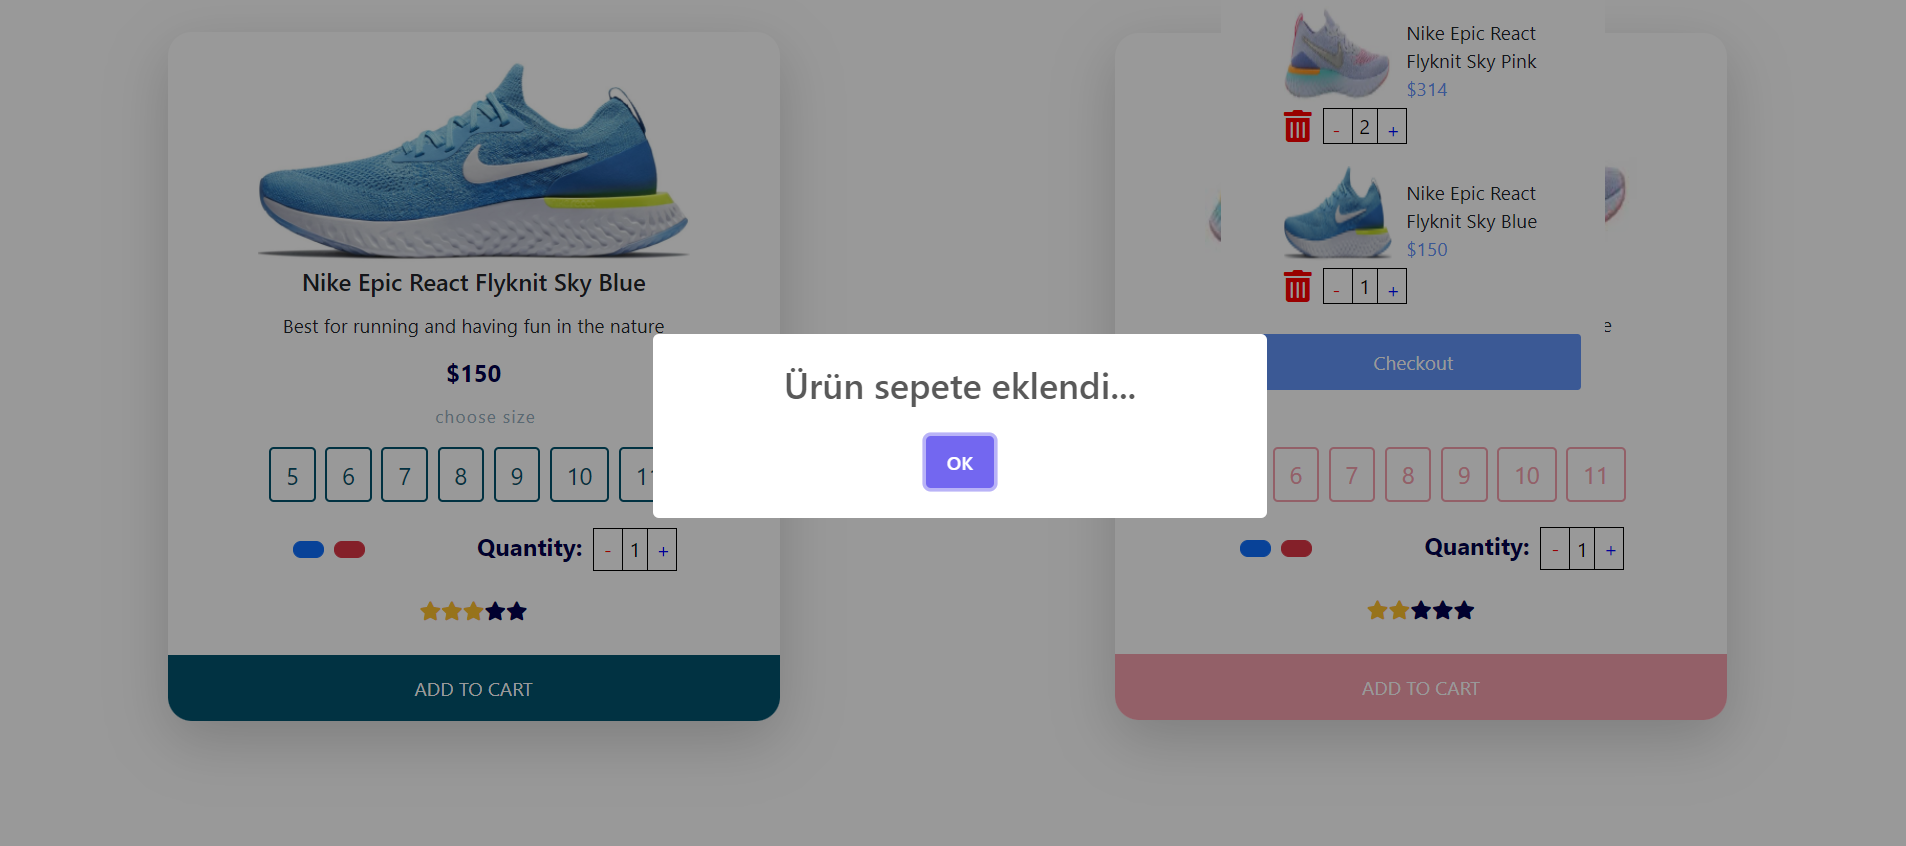 Nike Epic React Flyknit Sky Blue
Best for running and having fun in the nature
$150
choose size
5 6 7 8 9 10
Quantity: - 1 +
ADD TO CART
Nike Epic React
Flyknit Sky Pink
$314
- 2 +
Nike Epic React
Flyknit Sky Blue
$150
- 1 +
Checkout
Ürün sepete eklendi...
OK
6 7 8 9 10 11
Quantity: - 1 +
ADD TO CART